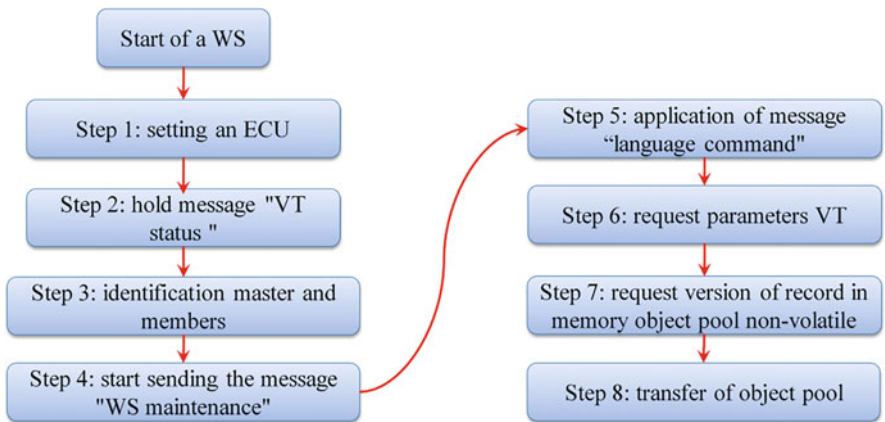 Start of a WS
Step 1: setting an ECU
Step 2: hold message "VT
status "
Step 3: identification master and
members
Step 4: start sending the message
"WS maintenance"
Step 5: application of message
“language command"
Step 6: request parameters VT
Step 7: request version of record in
memory object pool non-volatile
Step 8: transfer of object pool